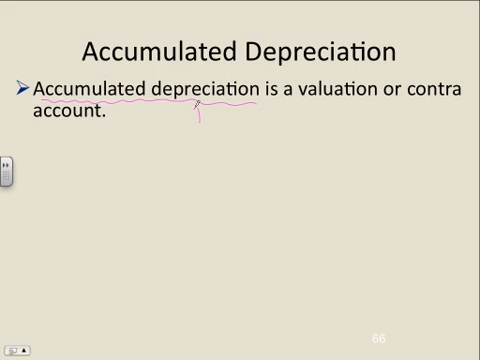 Accumulated Depreciation
Accumulated depreciation is a valuation or contra
account.
66